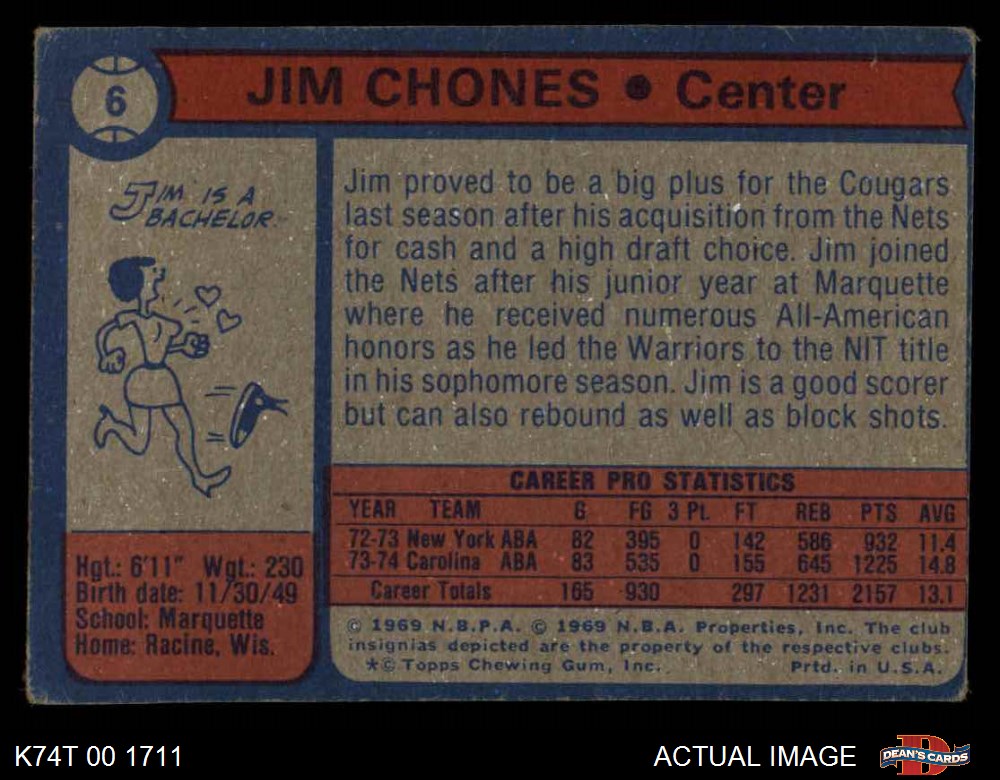 6
JIM CHONES • Center
JIM IS A
BACHELOR
Jim proved to be a big plus for the Cougars
last season after his acquisition from the Nets
for cash and a high draft choice. Jim joined
the Nets after his junior year at Marquette
where he received numerous All-American
honors as he led the Warriors to the NIT title
in his sophomore season. Jim is a good scorer
but can also rebound as well as block shots.
Hgt.: 6'11" Wgt.: 230
Birth date: 11/30/49
School: Marquette
Home: Racine, Wis.
CAREER PRO STATISTICS
YEAR TEAM G FG 3 Pt. FT REB PTS AVG
72-73 New York ABA 82 395 0 142 586 932 11.4
73-74 Carolina ABA 83 535 0 155 645 1225 14.8
Career Totals 165 930 297 1231 2157 13.1
© 1969 N.B.P.A. © 1969 N.B.A. Properties, Inc. The club
insignias depicted are the property of the respective clubs.
*© Topps Chewing Gum, Inc. Prtd. in U.S.A.
K74T 00 1711 ACTUAL IMAGE DEAN'S CARDS